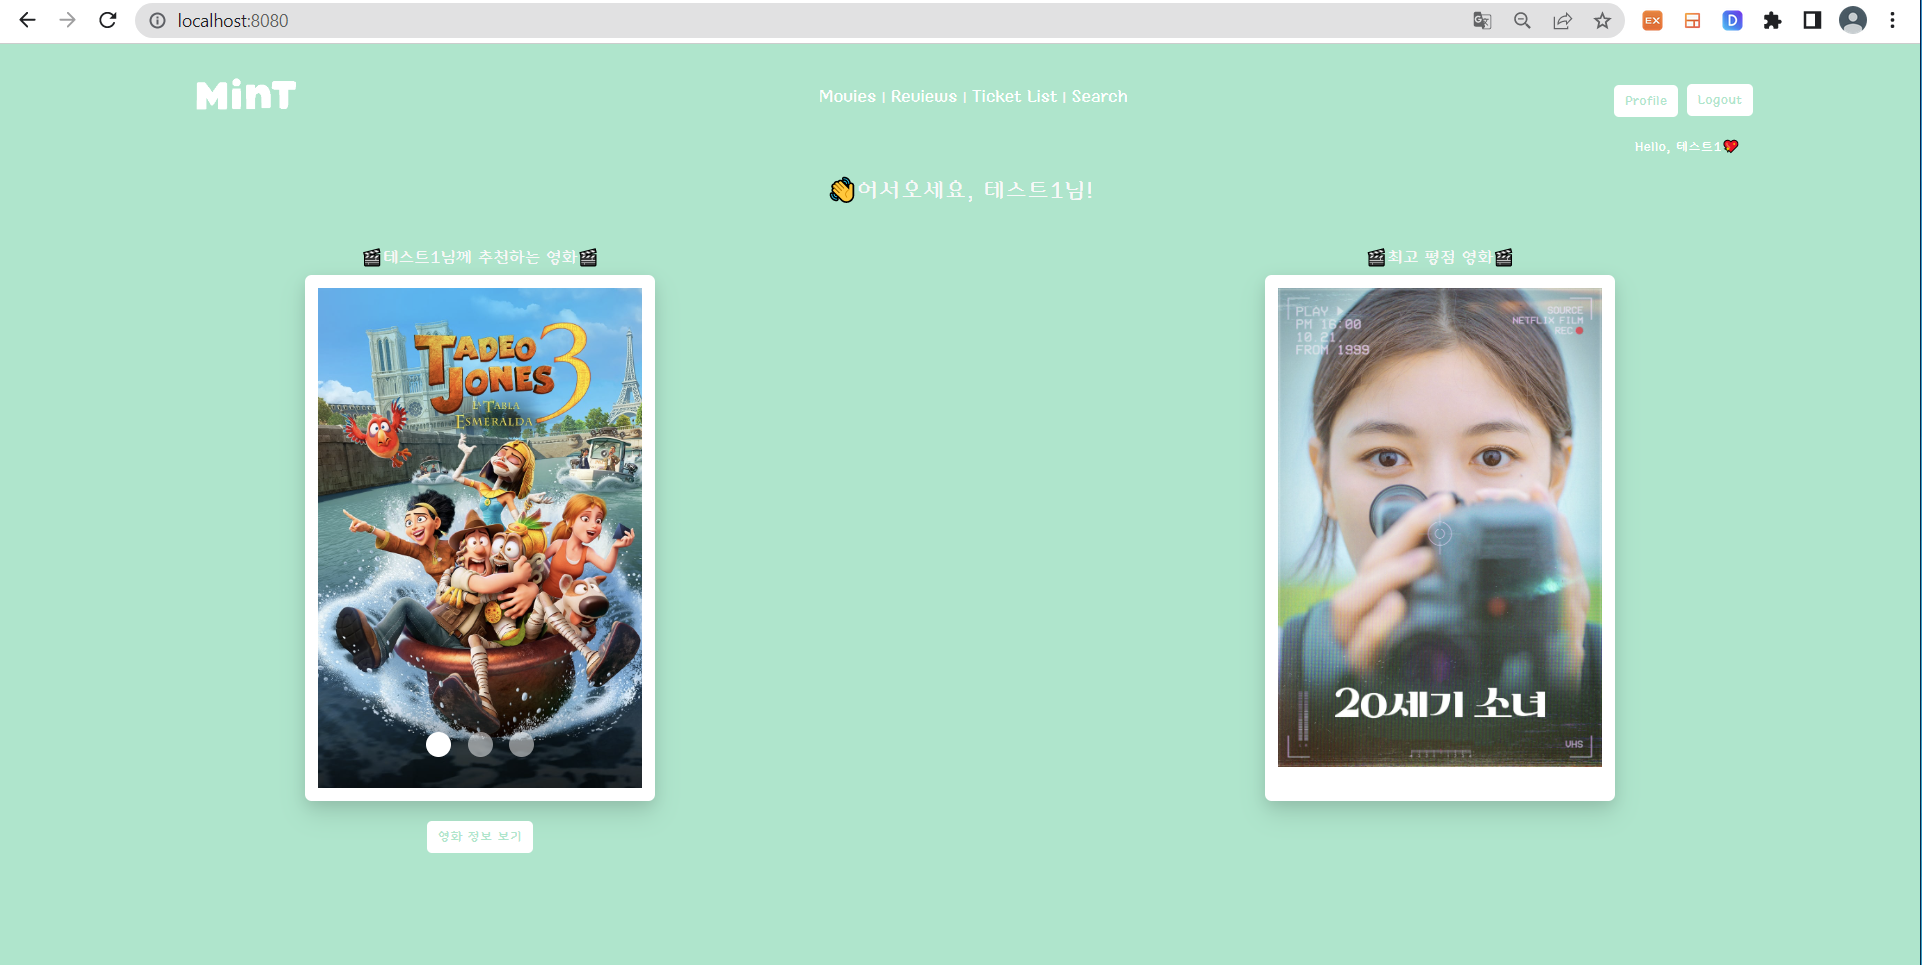 localhost:8080
EX
D
MinT
Movies | Reviews | Ticket List | Search
Profile
Logout
Hello, 테스트1💖
👋어서오세요, 테스트1님!
🎬테스트1님께 추천하는 영화🎬
TADEO
JONES 3
LA TABLA
ESMERALDA
영화 정보 보기
🎬최고 평점 영화🎬
PLAY ▶
PM 16:00
10.21.
FROM 1999
SOURCE
NETFLIX FILM
REC
20세기 소녀
VHS